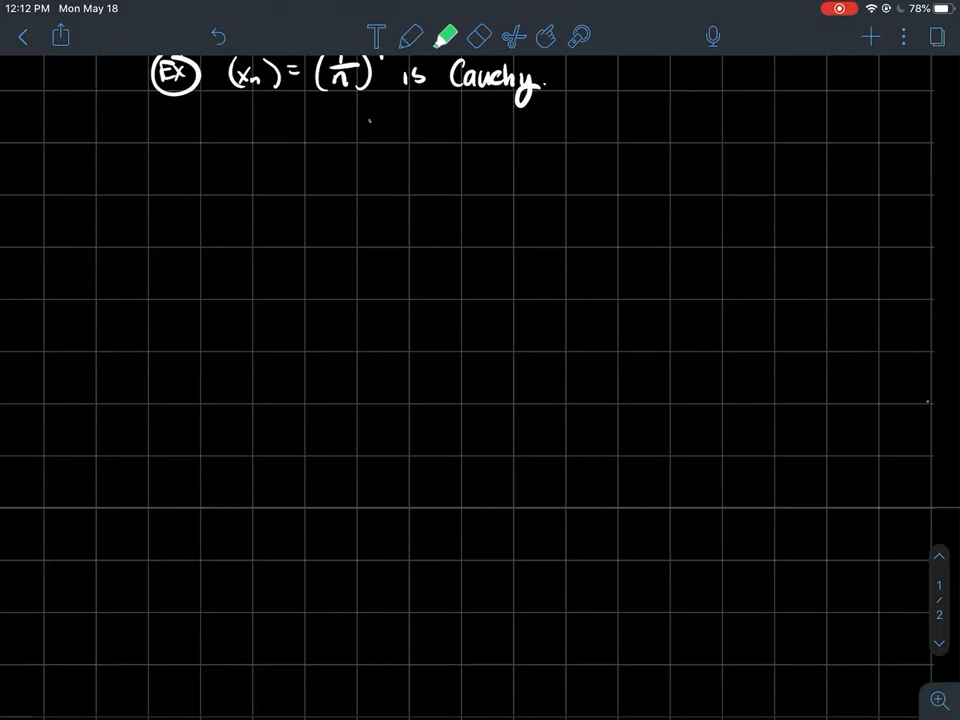 12:12 PM Mon May 18 78%
T
Ex (xn) = (1/n) is Cauchy.
1
/
2